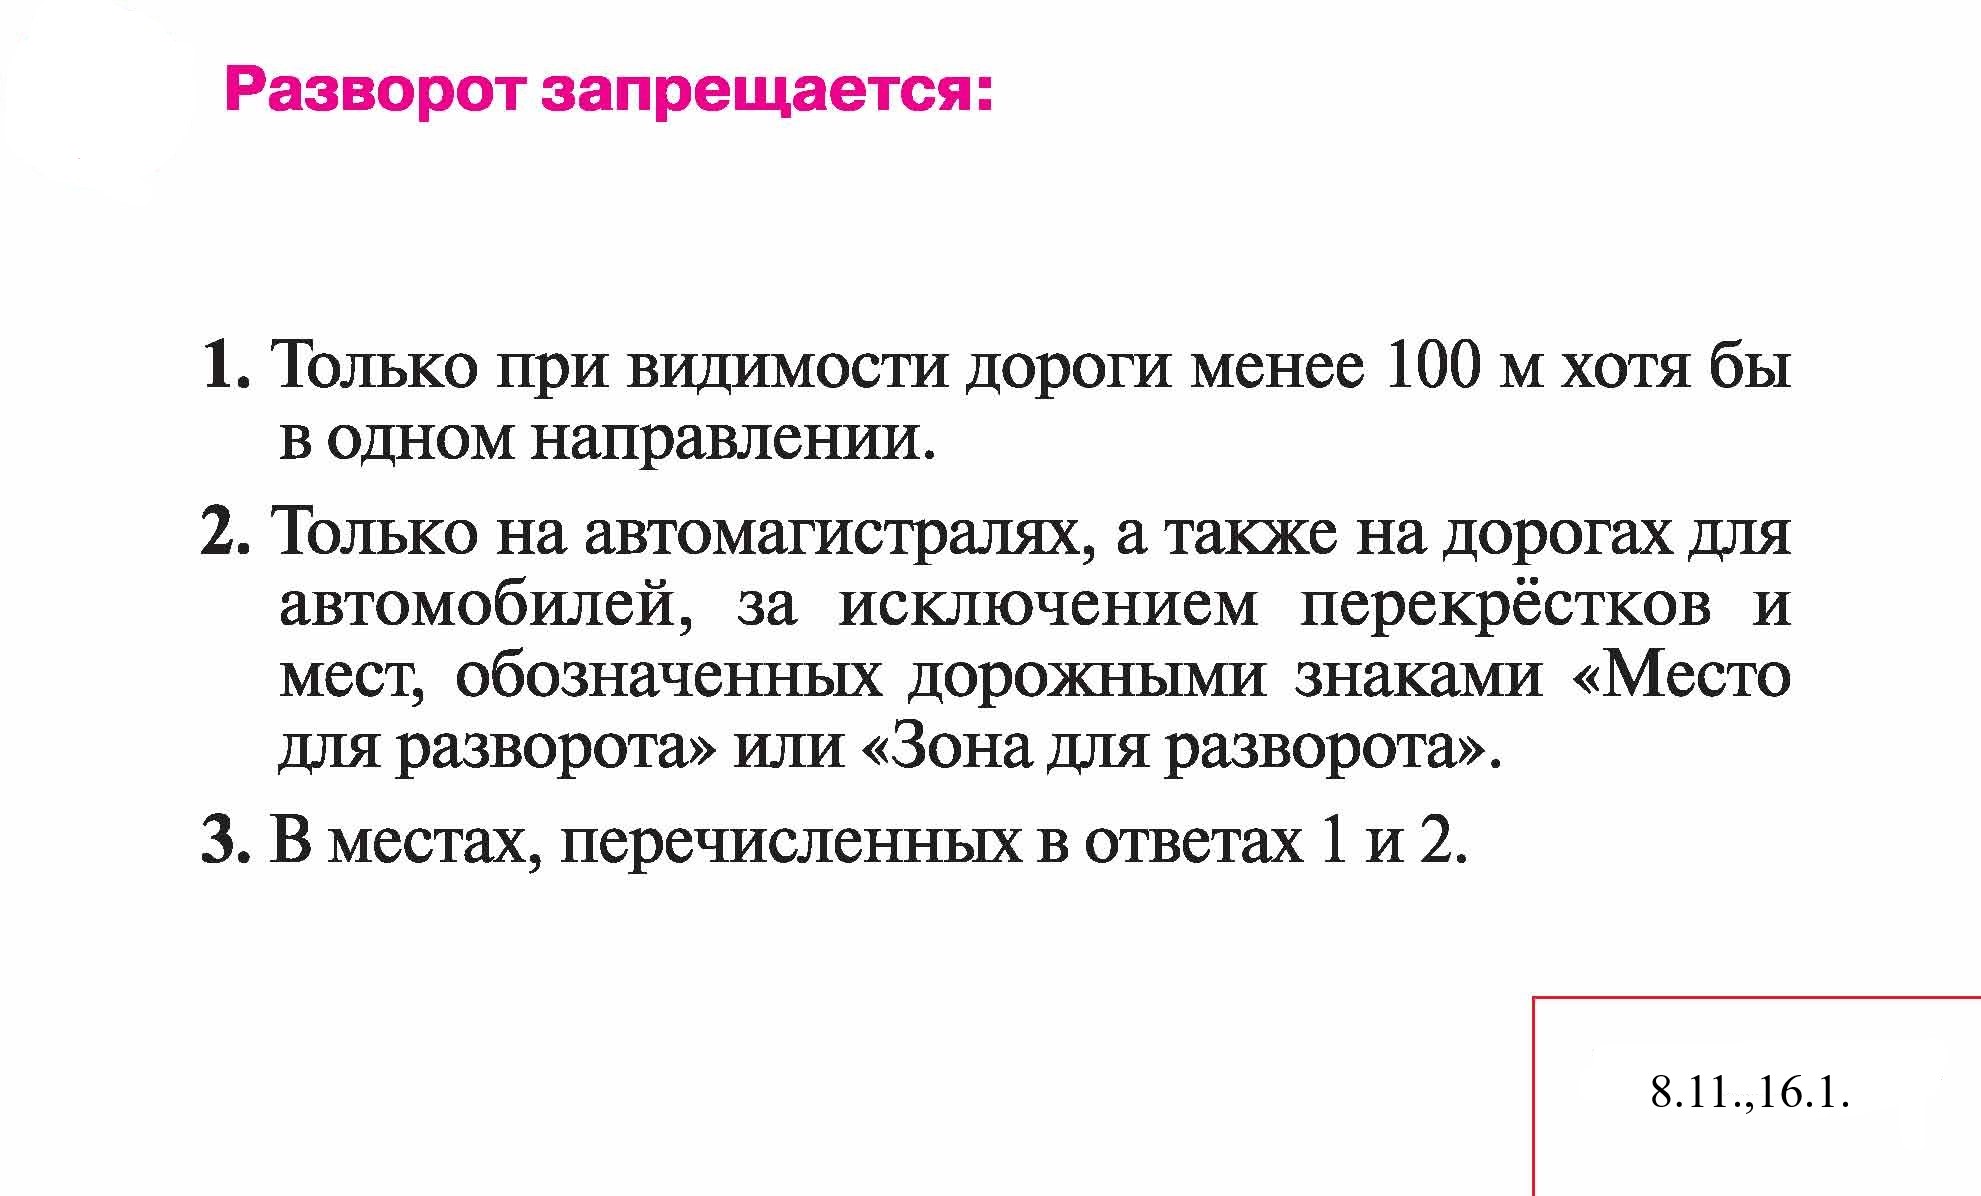 Разворот запрещается:
1. Только при видимости дороги менее 100 м хотя бы
в одном направлении.
2. Только на автомагистралях, а также на дорогах для
автомобилей, за исключением перекрёстков и
мест, обозначенных дорожными знаками «Место
для разворота» или «Зона для разворота».
3. В местах, перечисленных в ответах 1 и 2.
8.11.,16.1.